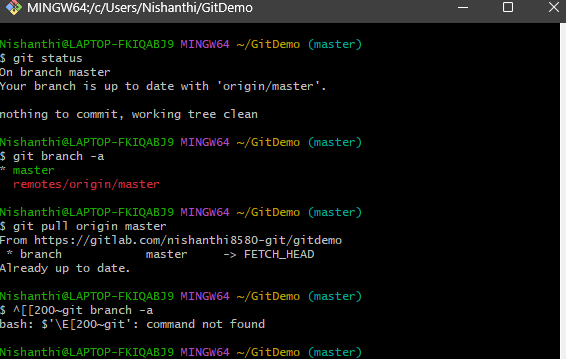 MINGW64:/c/Users/Nishanthi/GitDemo
Nishanthi@LAPTOP-FKIQABJ9 MINGW64 ~/GitDemo (master)
$ git status
On branch master
Your branch is up to date with 'origin/master'.
nothing to commit, working tree clean
Nishanthi@LAPTOP-FKIQABJ9 MINGW64 ~/GitDemo (master)
$ git branch -a
* master
  remotes/origin/master
Nishanthi@LAPTOP-FKIQABJ9 MINGW64 ~/GitDemo (master)
$ git pull origin master
From https://gitlab.com/nishanthi8580-git/gitdemo
 * branch            master     -> FETCH_HEAD
Already up to date.
Nishanthi@LAPTOP-FKIQABJ9 MINGW64 ~/GitDemo (master)
$ ^[[200~git branch -a
bash: $'\E[200~git': command not found
Nishanthi@LAPTOP-FKIQABJ9 MINGW64 ~/GitDemo (master)